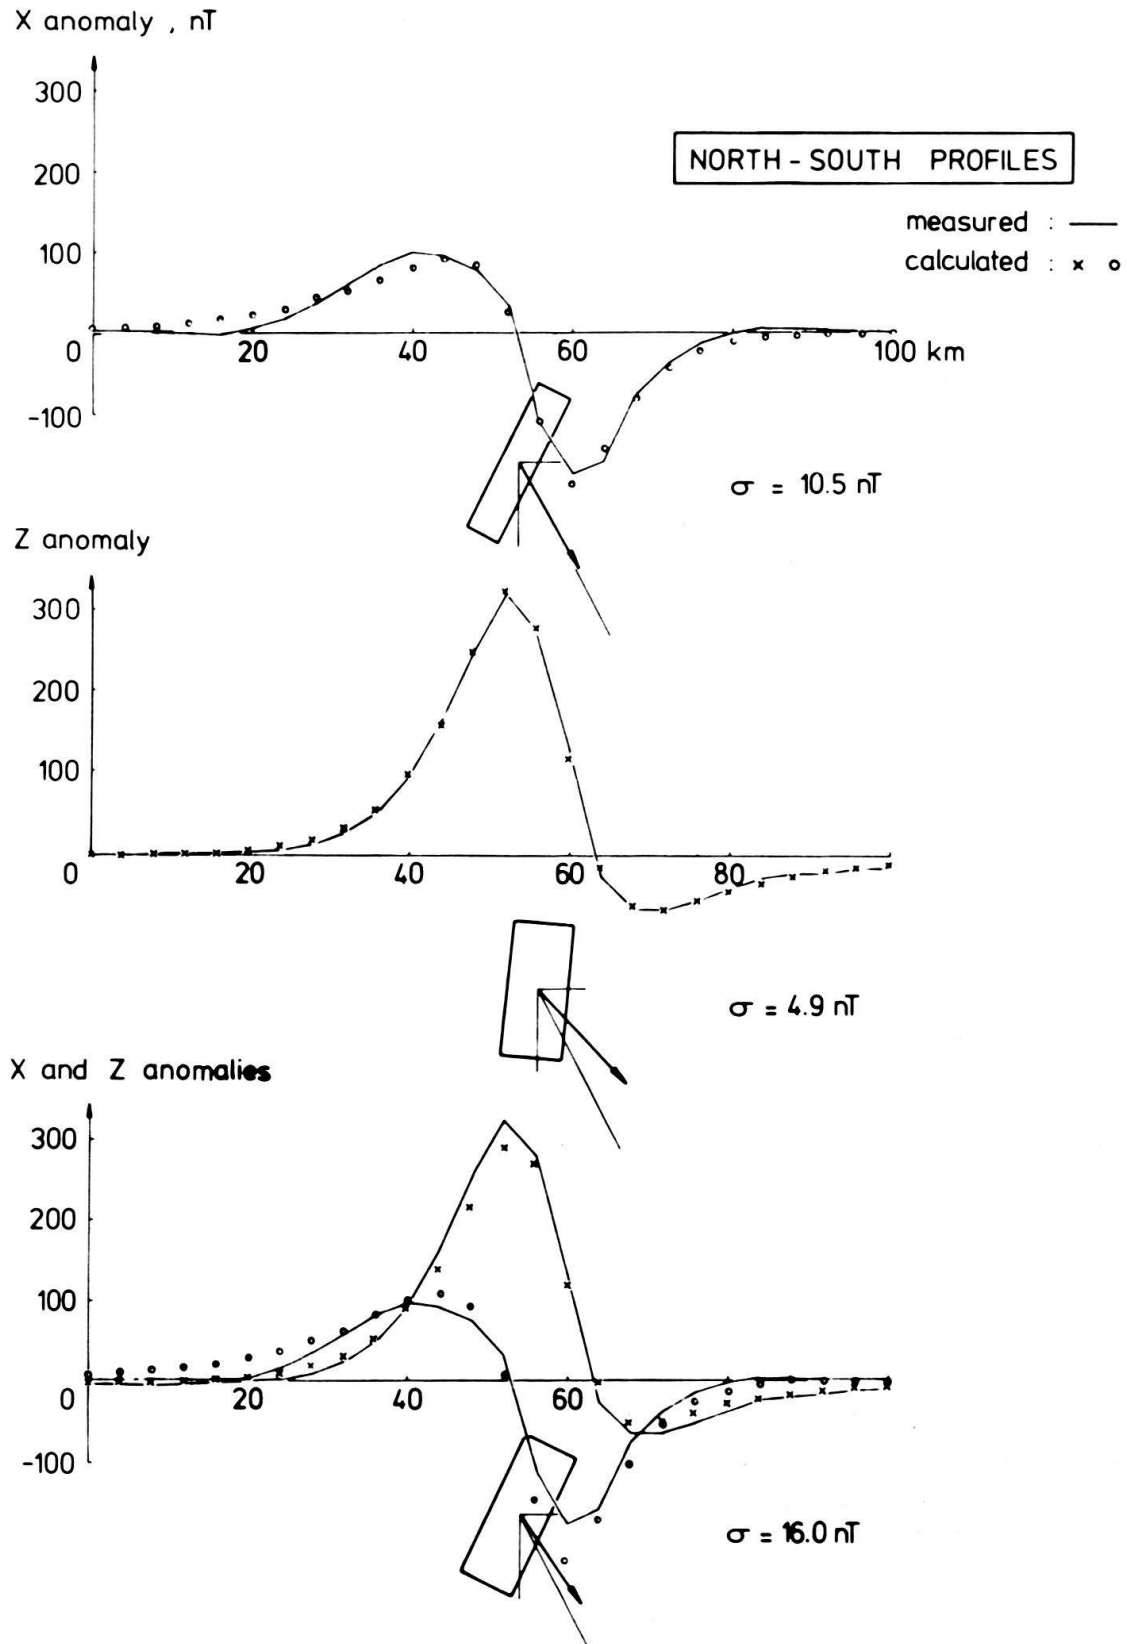 X anomaly , nT
300
NORTH - SOUTH PROFILES
200
measured : —
100
calculated : × o
0 20 40 60 100 km
-100
σ = 10.5 nT
Z anomaly
300
200
100
0 20 40 60 80
σ = 4.9 nT
X and Z anomalies
300
200
100
0 20 40 60
-100
σ = 16.0 nT